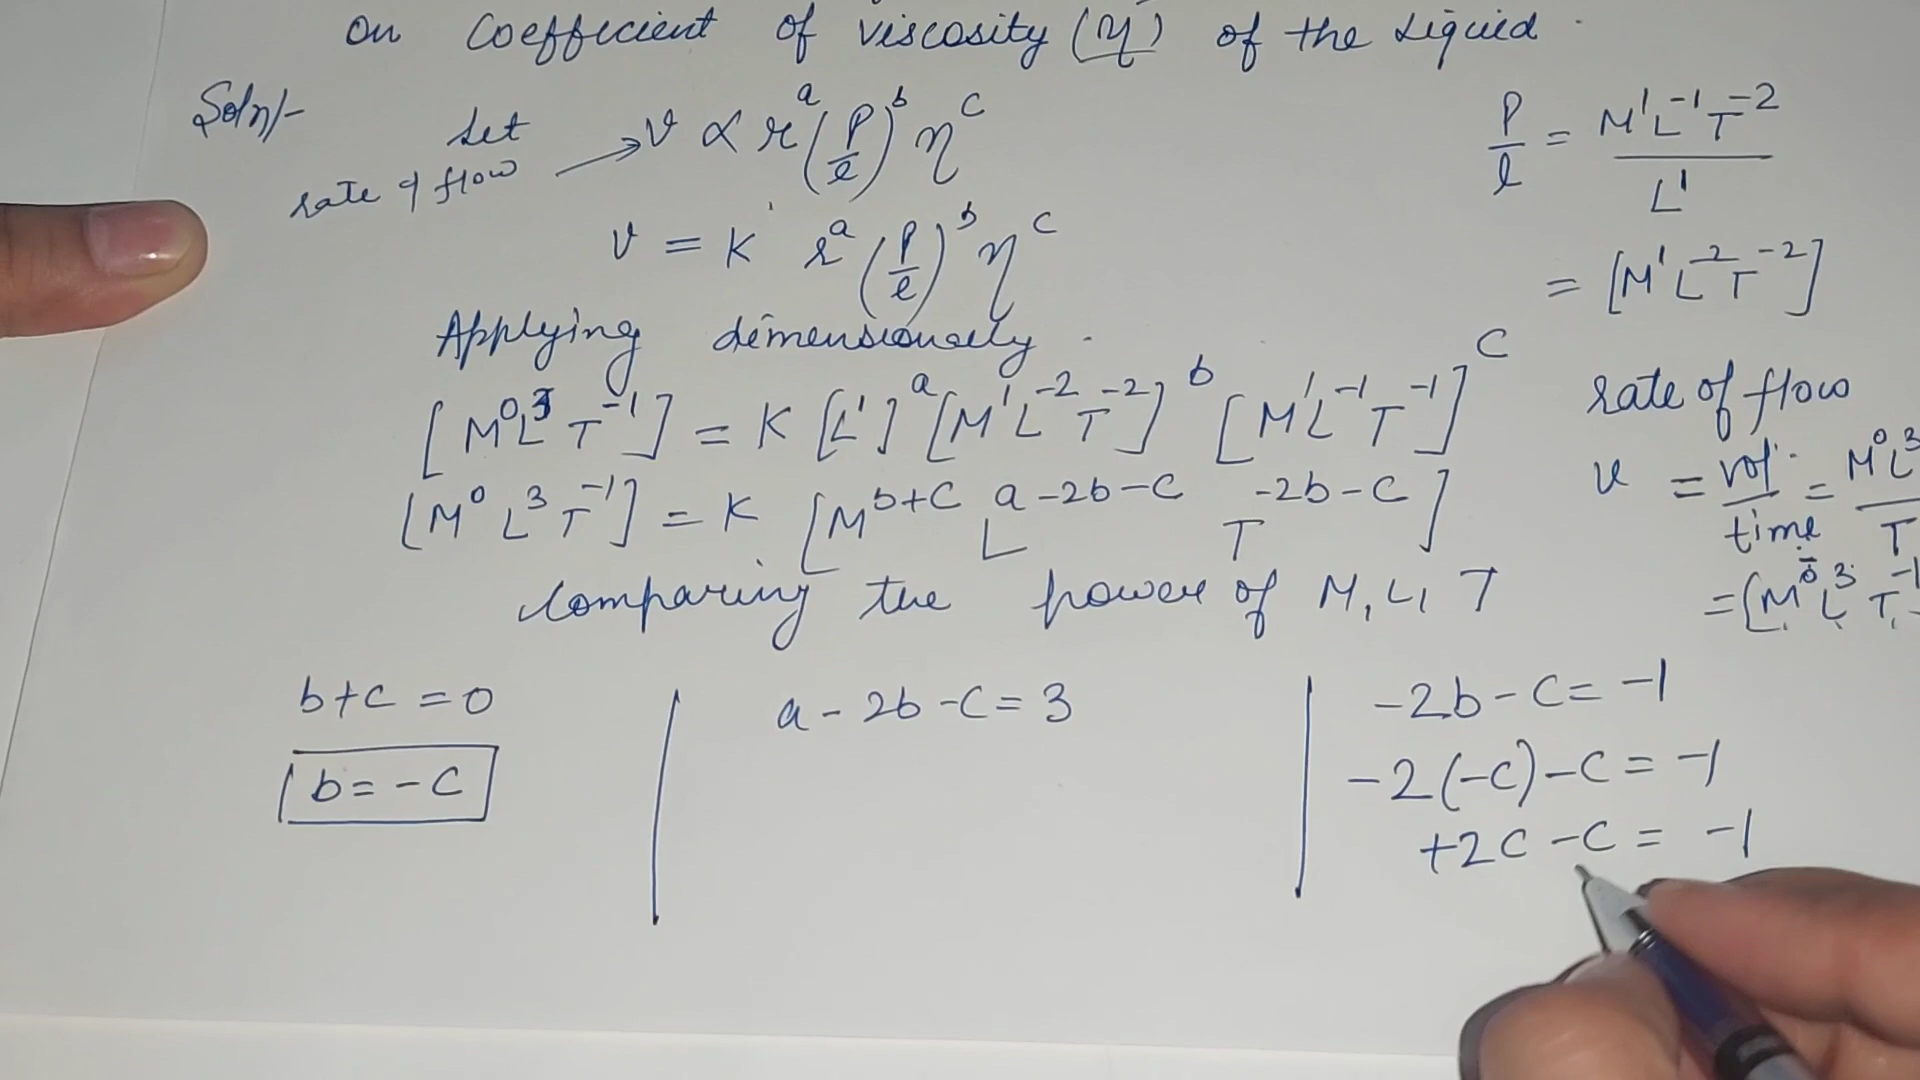 on coefficient of viscosity (η) of the liquid.
Soln/-
Let
rate of flow → V ∝ r^a (P/l)^b η^c
V = K r^a (P/l)^b η^c
Applying dimensionally.
[M⁰L³T⁻¹] = K [L¹]^a [M¹L⁻²T⁻²]^b [M¹L⁻¹T⁻¹]^c
[M⁰L³T⁻¹] = K [M^(b+c) L^(a-2b-c) T^(-2b-c)]
Comparing the power of M, L, T
b+c = 0
b = -c
a - 2b - c = 3
-2b - c = -1
-2(-c) - c = -1
+2c - c = -1
P/l = M¹L⁻¹T⁻²/L¹
= [M¹L⁻²T⁻²]
rate of flow
V = vol./time = M⁰L³/T
= [M⁰L³T⁻¹